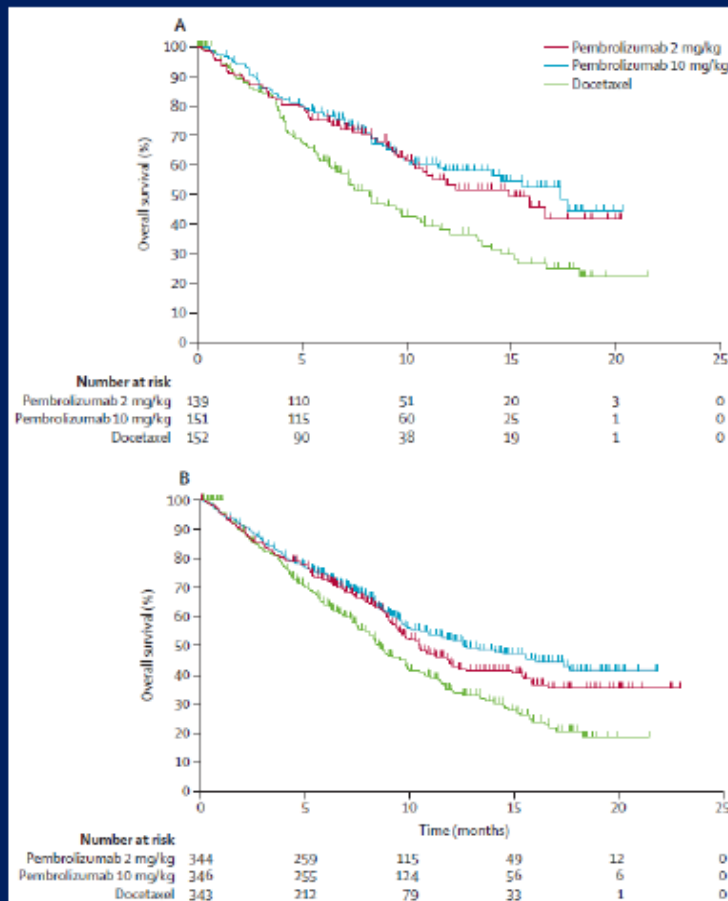 A
Pembrolizumab 2 mg/kg
Pembrolizumab 10 mg/kg
Docetaxel
Overall survival (%)
100
90
80
70
60
50
40
30
20
10
0
0 5 10 15 20 25
Number at risk
Pembrolizumab 2 mg/kg 139 110 51 20 3 0
Pembrolizumab 10 mg/kg 151 115 60 25 1 0
Docetaxel 152 90 38 19 1 0
B
Overall survival (%)
100
90
80
70
60
50
40
30
20
10
0
0 5 10 15 20 25
Time (months)
Number at risk
Pembrolizumab 2 mg/kg 344 259 115 49 12 0
Pembrolizumab 10 mg/kg 346 255 124 56 6 0
Docetaxel 343 212 79 33 1 0